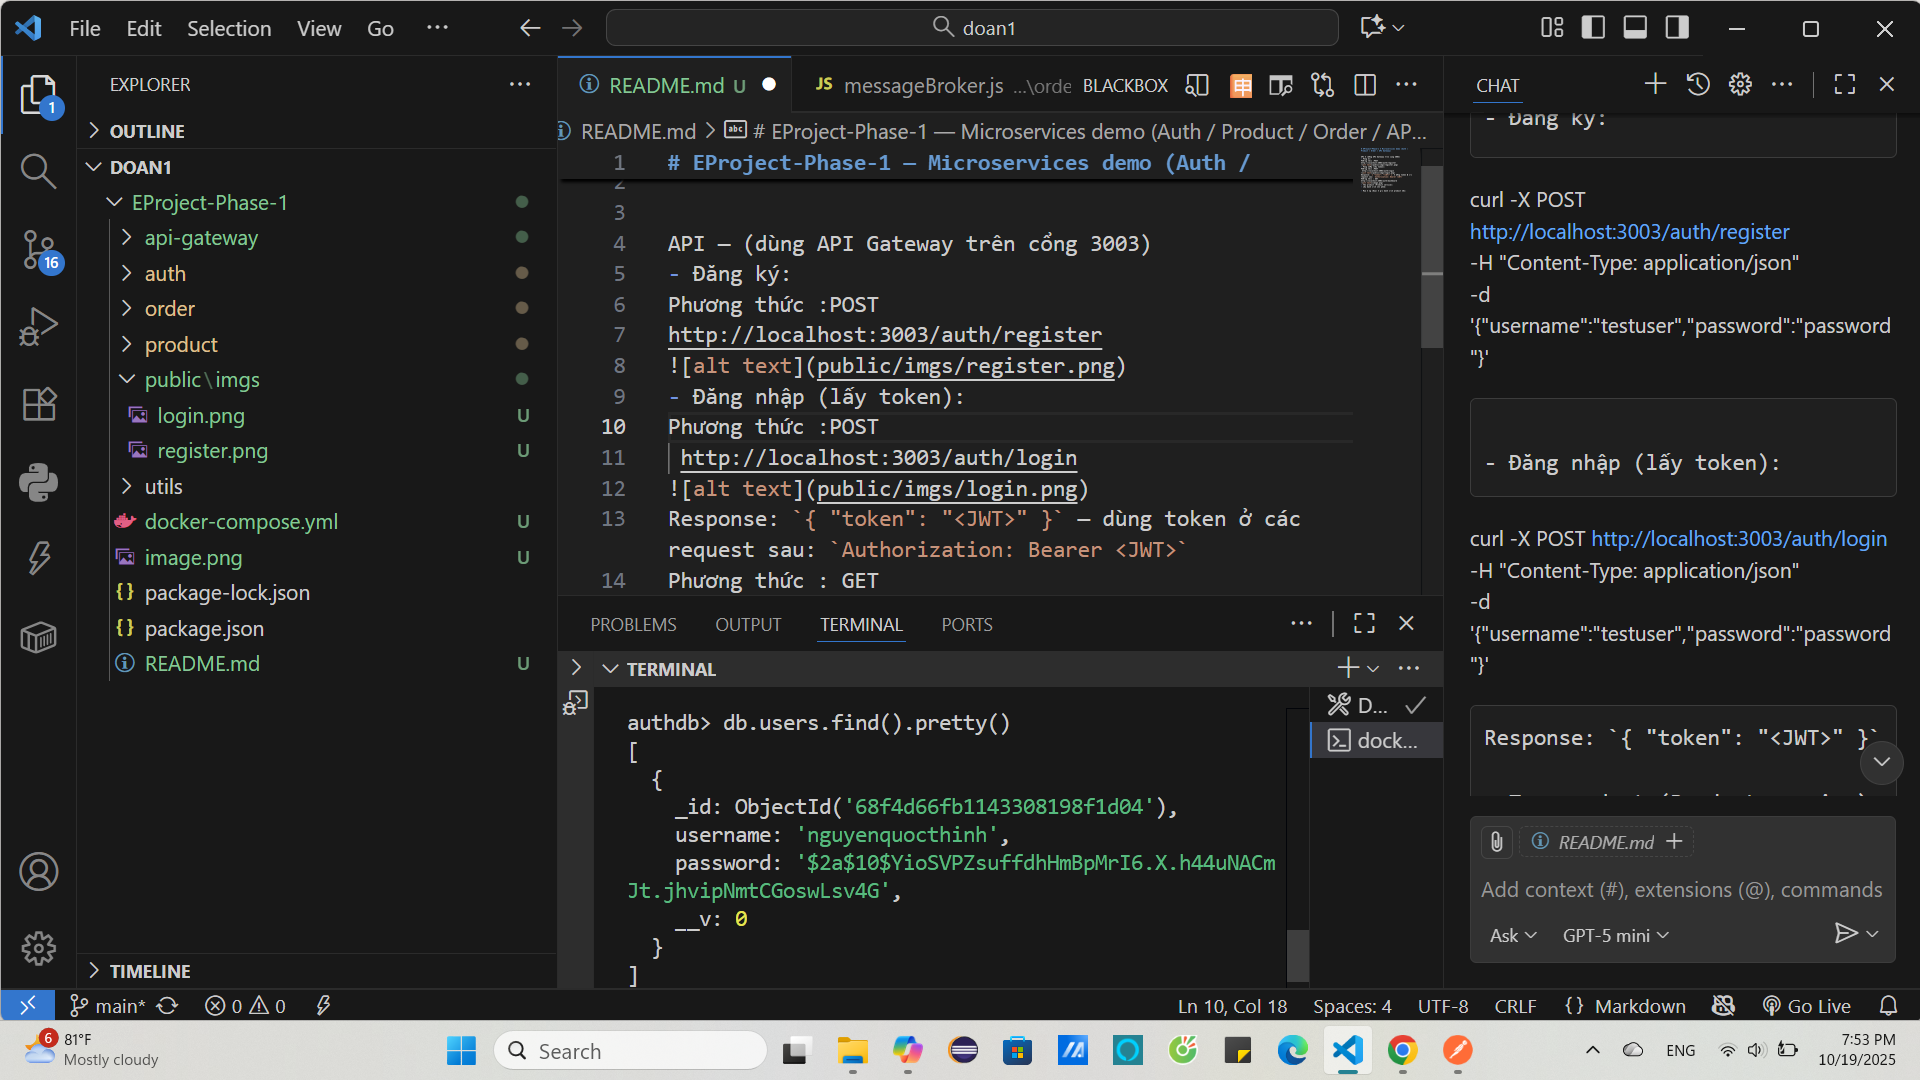 File Edit Selection View Go ...
doan1
EXPLORER
OUTLINE
DOAN1
EProject-Phase-1
api-gateway
auth
order
product
public\imgs
login.png U
register.png U
utils
docker-compose.yml U
image.png U
package-lock.json
package.json
README.md U
TIMELINE
1
16
README.md U
JS messageBroker.js ...\orde
BLACKBOX
README.md > # EProject-Phase-1 — Microservices demo (Auth / Product / Order / AP...
1 # EProject-Phase-1 — Microservices demo (Auth /
2
3
4 API — (dùng API Gateway trên cổng 3003)
5 - Đăng ký:
6 Phương thức :POST
7 http://localhost:3003/auth/register
8 ![alt text](public/imgs/register.png)
9 - Đăng nhập (lấy token):
10 Phương thức :POST
11 http://localhost:3003/auth/login
12 ![alt text](public/imgs/login.png)
13 Response: `{ "token": "<JWT>" }` — dùng token ở các
request sau: `Authorization: Bearer <JWT>`
14 Phương thức : GET
PROBLEMS OUTPUT TERMINAL PORTS
TERMINAL
authdb> db.users.find().pretty()
[
{
_id: ObjectId('68f4d66fb1143308198f1d04'),
username: 'nguyenquocthinh',
password: '$2a$10$YioSVPZsuffdhHmBpMrI6.X.h44uNACm
Jt.jhvipNmtCGoswLsv4G',
__v: 0
}
]
D...
dock...
CHAT
- Đăng ký:
curl -X POST
http://localhost:3003/auth/register
-H "Content-Type: application/json"
-d
'{"username":"testuser","password":"password
"}'
- Đăng nhập (lấy token):
curl -X POST http://localhost:3003/auth/login
-H "Content-Type: application/json"
-d
'{"username":"testuser","password":"password
"}'
Response: `{ "token": "<JWT>" }`
README.md
Add context (#), extensions (@), commands
Ask GPT-5 mini
main* 0 0
Ln 10, Col 18 Spaces: 4 UTF-8 CRLF {} Markdown Go Live
6
81°F
Mostly cloudy
Search
ENG
7:53 PM
10/19/2025